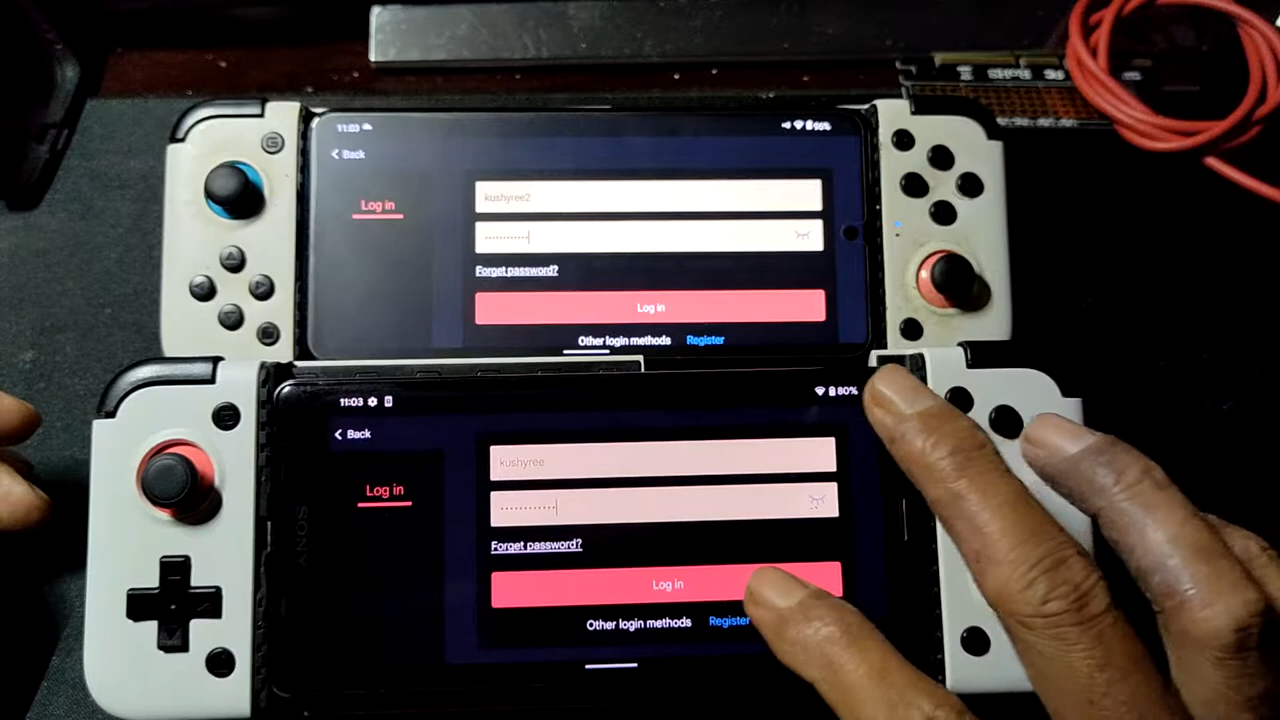 RoHS
11:03
96%
Back
Log in
kushyree2
Forget password?
Log in
Other login methods Register
11:03
80%
Back
Log in
kushyree
Forget password?
Log in
Other login methods Register
SONY